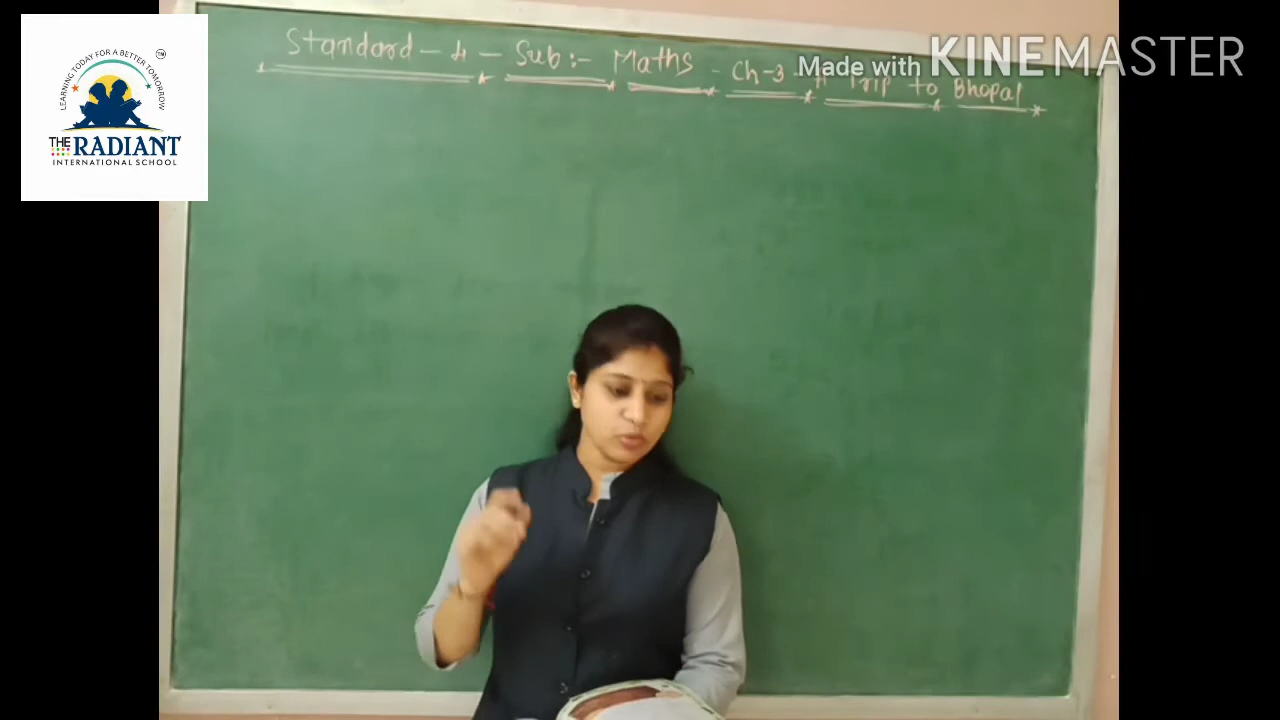 Standard - 4 - Sub:- Maths - Ch-3 - A Trip to Bhopal
Made with KINEMASTER
LEARNING TODAY FOR A BETTER TOMORROW
TM
THE RADIANT
INTERNATIONAL SCHOOL